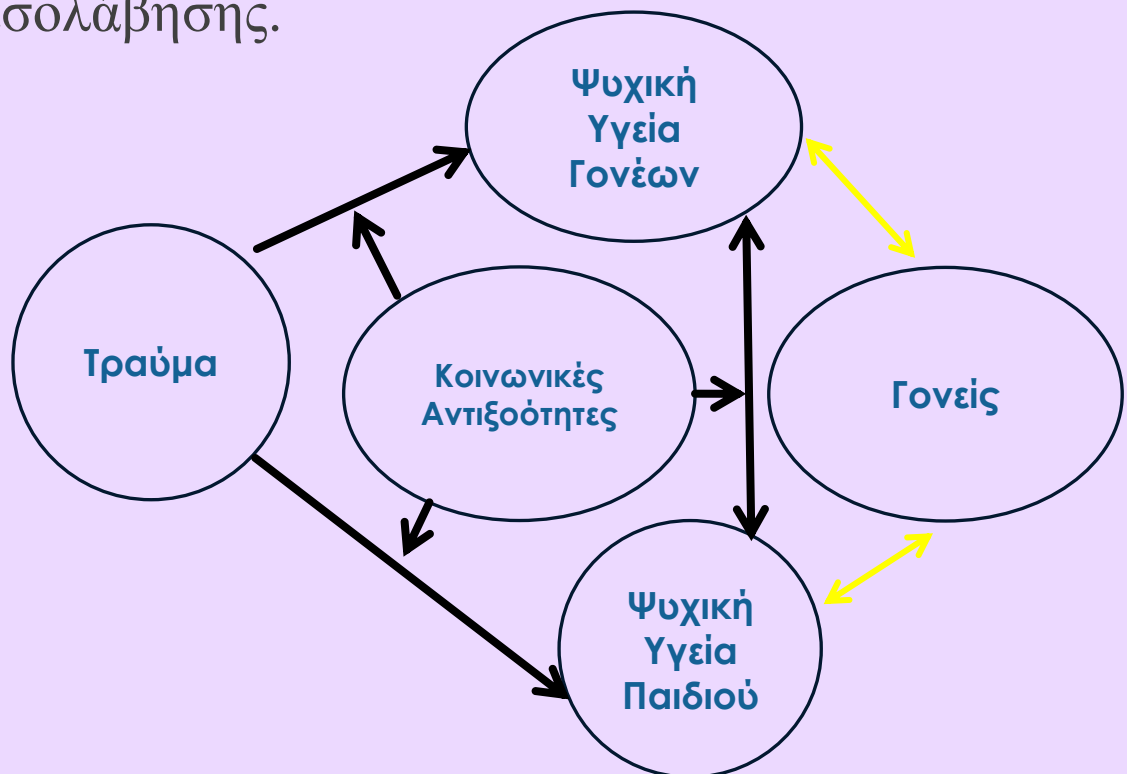 σολάβησης.
Ψυχική
Υγεία
Γονέων
Τραύμα
Κοινωνικές
Αντιξοότητες
Γονείς
Ψυχική
Υγεία
Παιδιού